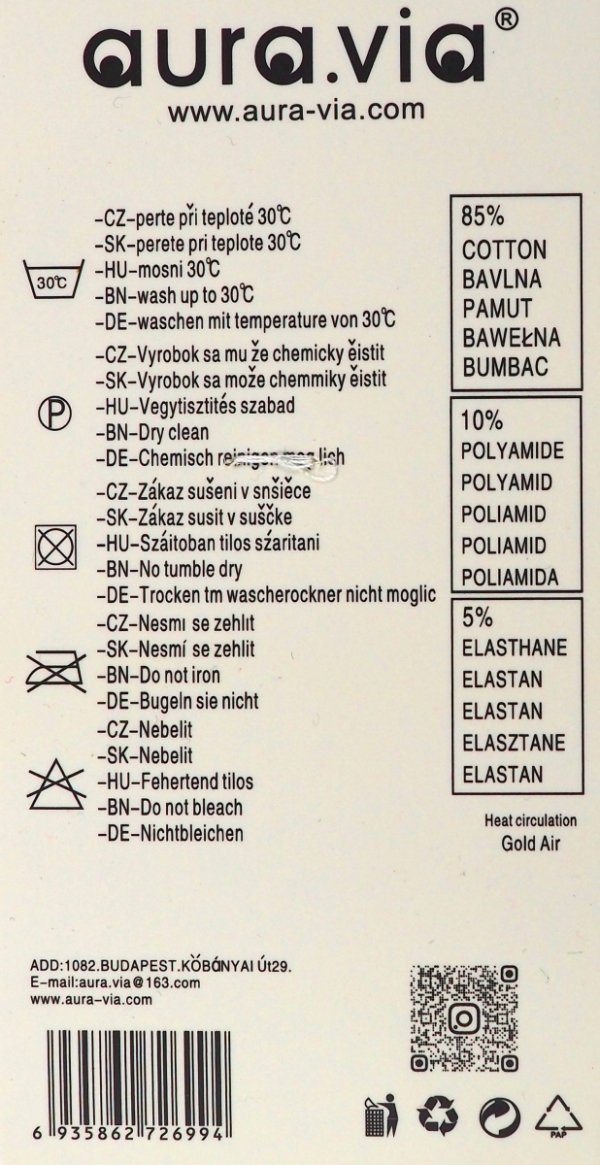 aura.via®
www.aura-via.com
30℃
-CZ-perte při teploté 30℃
-SK-perete pri teplote 30℃
-HU-mosni 30℃
-BN-wash up to 30℃
-DE-waschen mit temperature von 30℃
P
-CZ-Vyrobok sa mu že chemicky ěistit
-SK-Vyrobok sa može chemmiky ěistit
-HU-Vegytisztités szabad
-BN-Dry clean
-DE-Chemisch lich
-CZ-Zákaz sušeni v snšiěce
-SK-Zákaz susit v suščke
-HU-Száitoban tilos száritani
-BN-No tumble dry
-DE-Trocken tm wascherockner nicht moglic
-CZ-Nesmı se zehlıt
-SK-Nesmí se zehlit
-BN-Do not iron
-DE-Bugeln sie nicht
-CZ-Nebelit
-SK-Nebelit
-HU-Fehertend tilos
-BN-Do not bleach
-DE-Nichtbleichen
85%
COTTON
BAVLNA
PAMUT
BAWEŁNA
BUMBAC
10%
POLYAMIDE
POLYAMID
POLIAMID
POLIAMID
POLIAMIDA
5%
ELASTHANE
ELASTAN
ELASTAN
ELASZTANE
ELASTAN
Heat circulation
Gold Air
ADD:1082.BUDAPEST.KŐBÁNYAI Út29.
E-mail:aura.via@163.com
www.aura-via.com
6 935862 726994
PAP